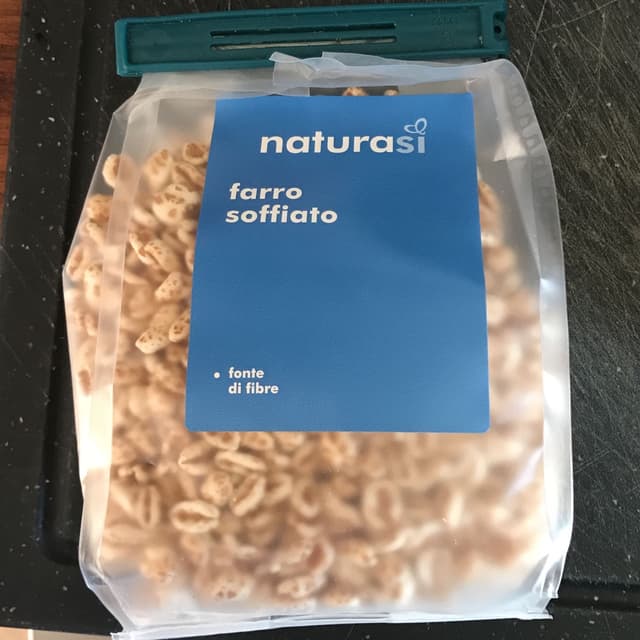 naturasì
farro
soffiato
• fonte
di fibre